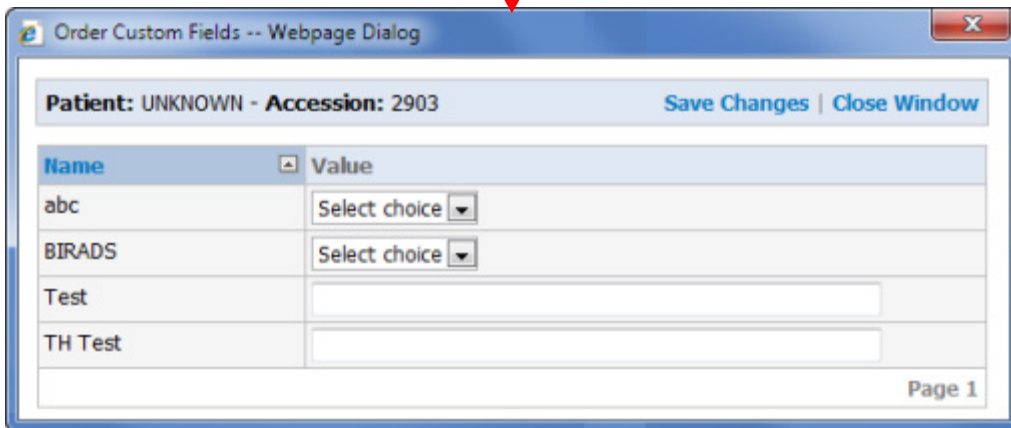 Order Custom Fields -- Webpage Dialog
Patient: UNKNOWN - Accession: 2903 Save Changes | Close Window
Name Value
abc Select choice
BIRADS Select choice
Test
TH Test
Page 1